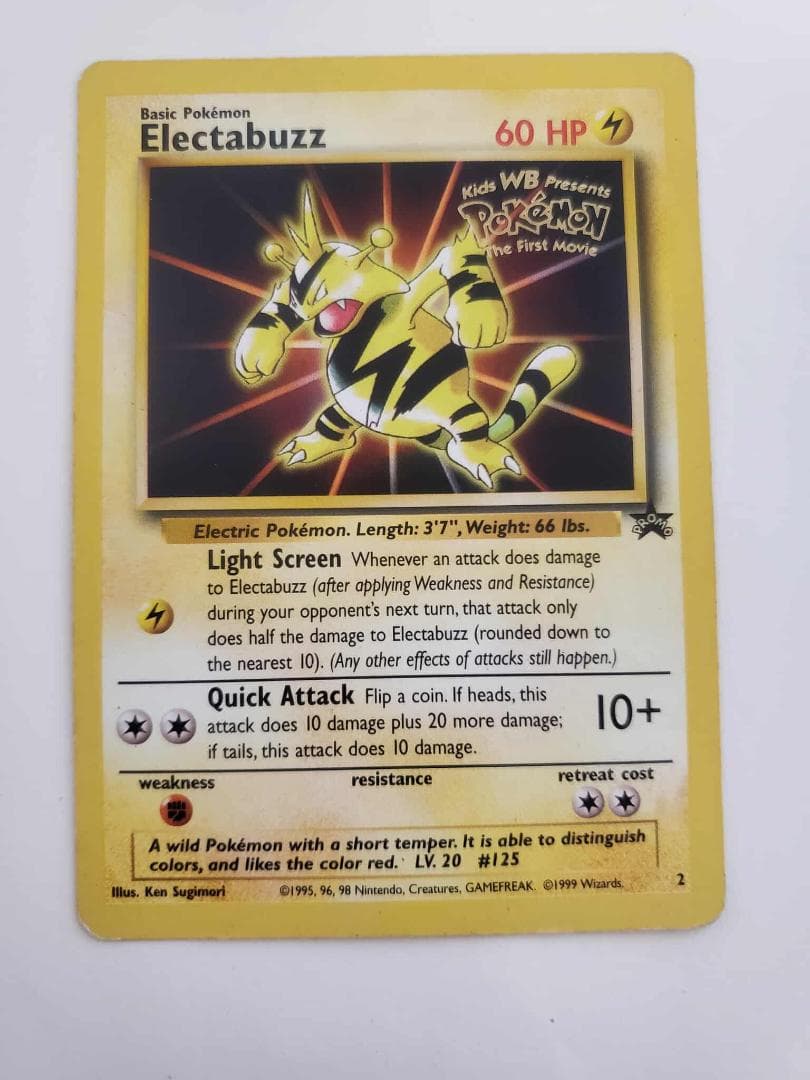 Basic Pokémon
Electabuzz
60 HP
Kids WB Presents
POKéMON
The First Movie
Electric Pokémon. Length: 3'7", Weight: 66 lbs.
PROMO
Light Screen Whenever an attack does damage
to Electabuzz (after applying Weakness and Resistance)
during your opponent's next turn, that attack only
does half the damage to Electabuzz (rounded down to
the nearest 10). (Any other effects of attacks still happen.)
Quick Attack Flip a coin. If heads, this
attack does 10 damage plus 20 more damage;
if tails, this attack does 10 damage.
10+
weakness resistance retreat cost
A wild Pokémon with a short temper. It is able to distinguish
colors, and likes the color red. LV. 20 #125
Illus. Ken Sugimori ©1995, 96, 98 Nintendo, Creatures, GAMEFREAK. ©1999 Wizards. 2